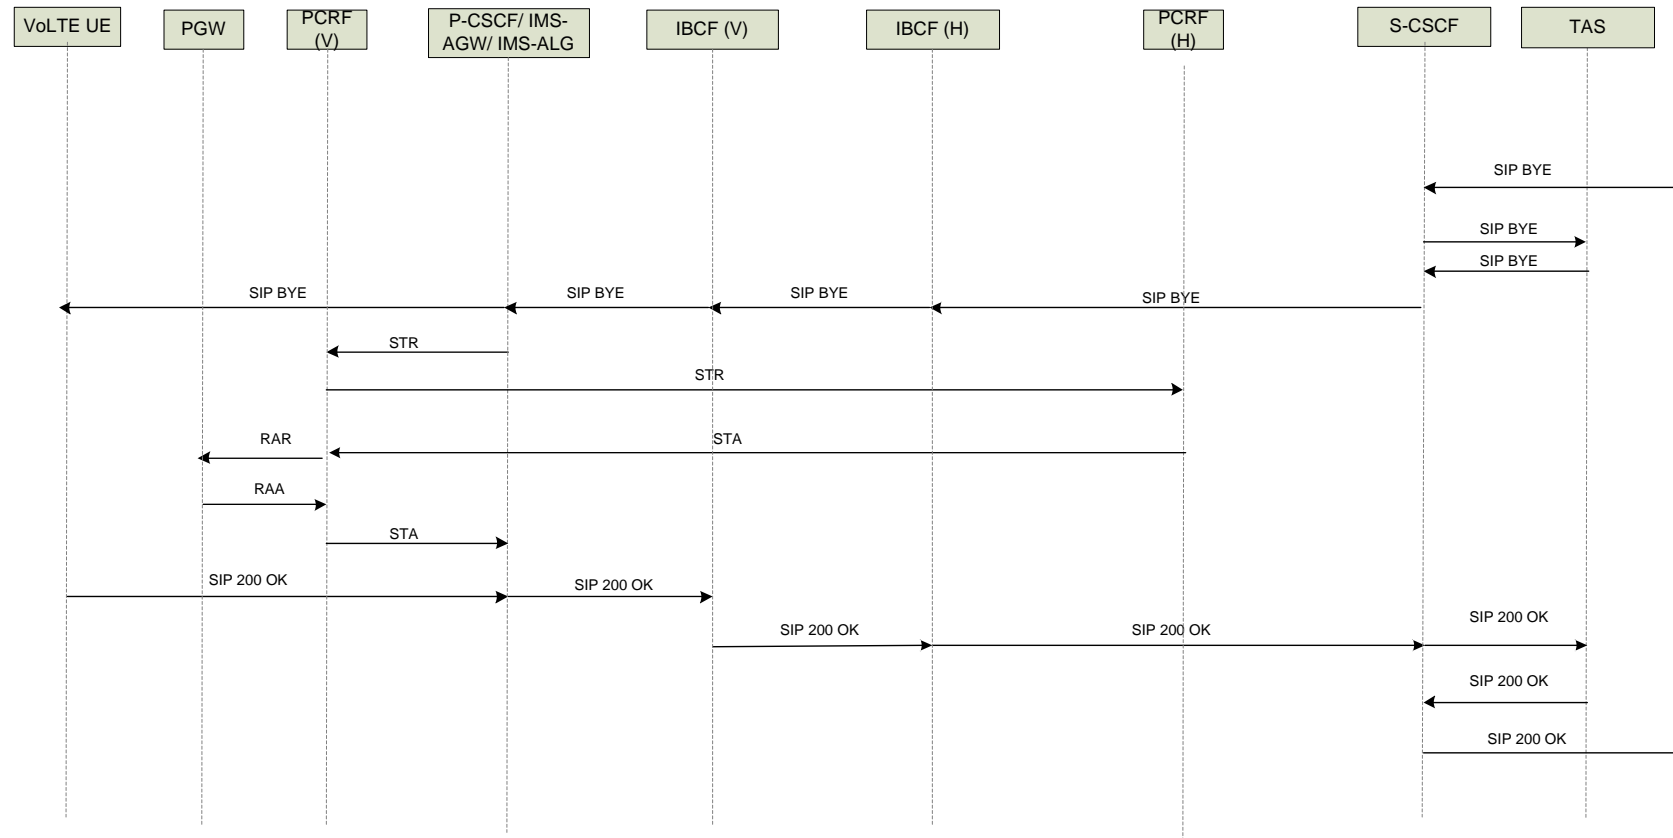 VoLTE UE
PGW
PCRF
(V)
P-CSCF/ IMS-
AGW/ IMS-ALG
IBCF (V)
IBCF (H)
PCRF
(H)
S-CSCF
TAS
SIP BYE
SIP BYE
SIP BYE
SIP BYE
SIP BYE
SIP BYE
SIP BYE
STR
STR
RAR
STA
RAA
STA
SIP 200 OK
SIP 200 OK
SIP 200 OK
SIP 200 OK
SIP 200 OK
SIP 200 OK
SIP 200 OK